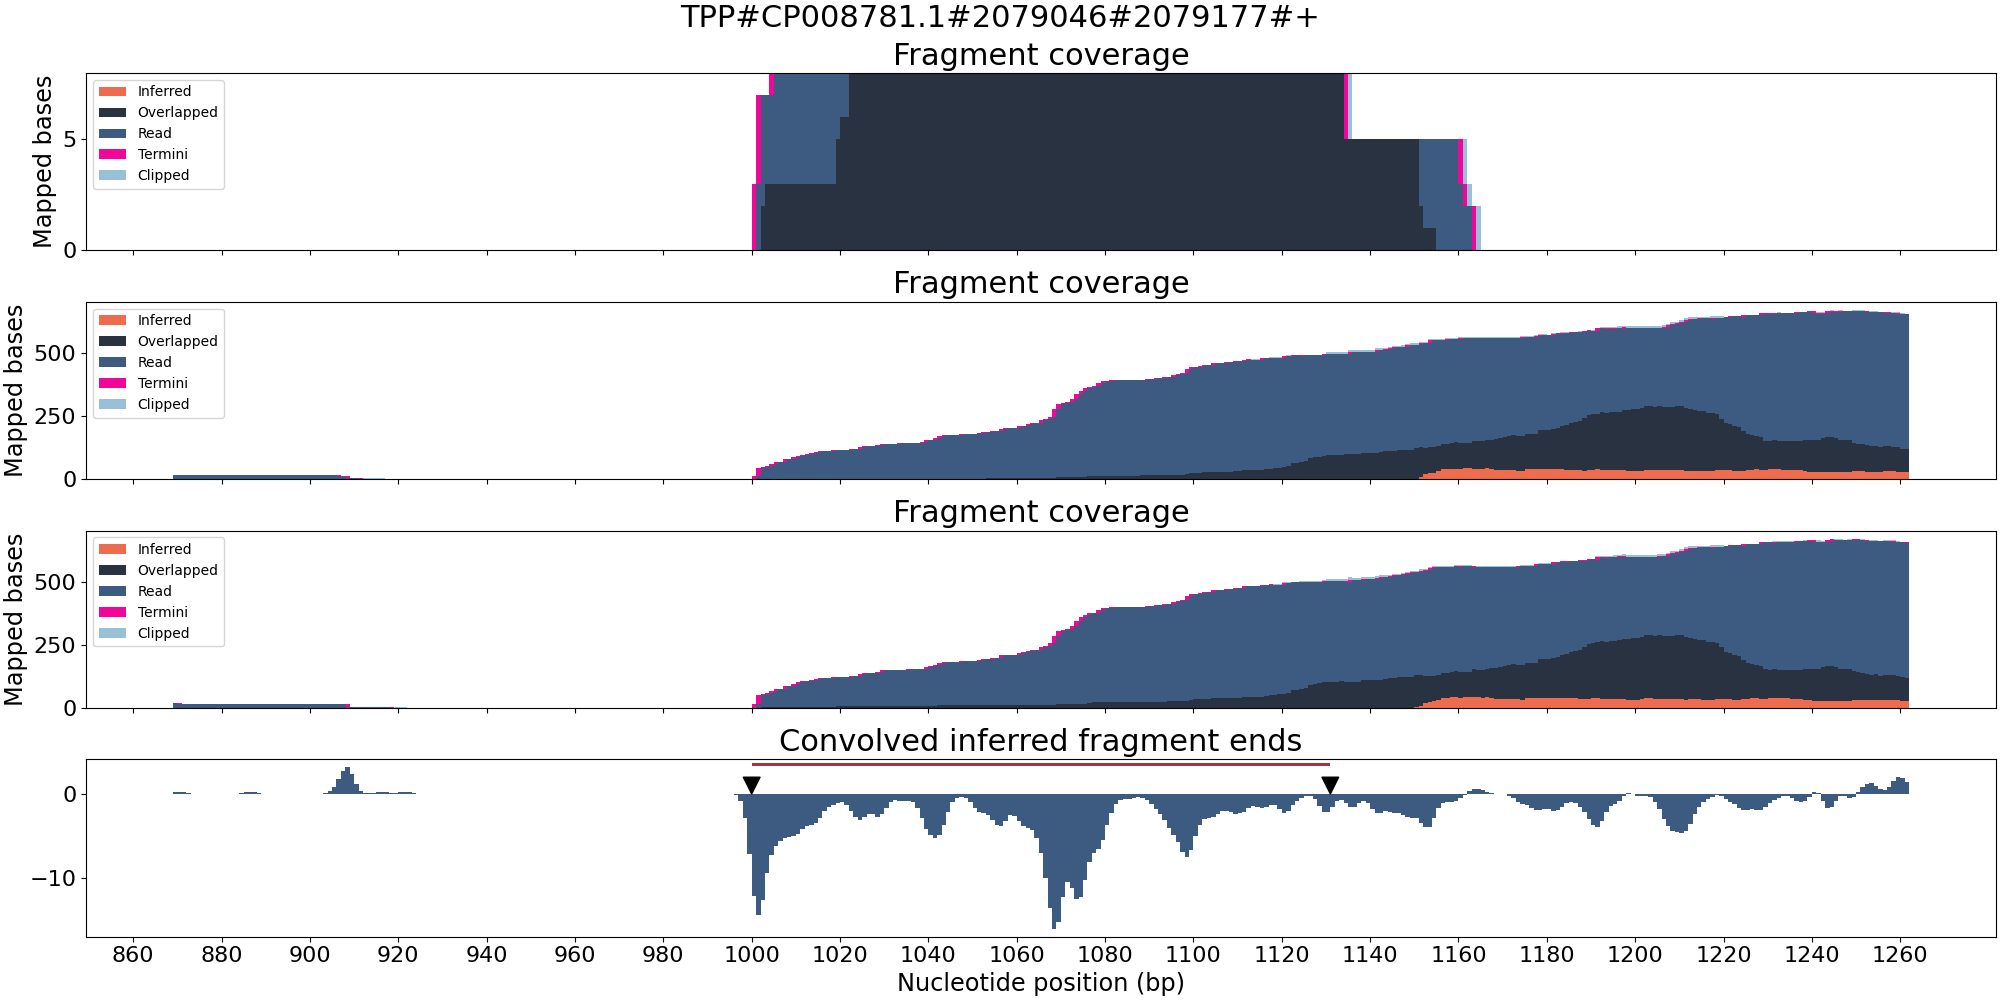 TPP#CP008781.1#2079046#2079177#+
Fragment coverage
Mapped bases
5
0
Inferred
Overlapped
Read
Termini
Clipped
Fragment coverage
Mapped bases
500
250
0
Inferred
Overlapped
Read
Termini
Clipped
Fragment coverage
Mapped bases
500
250
0
Inferred
Overlapped
Read
Termini
Clipped
Convolved inferred fragment ends
0
−10
860 880 900 920 940 960 980 1000 1020 1040 1060 1080 1100 1120 1140 1160 1180 1200 1220 1240 1260
Nucleotide position (bp)